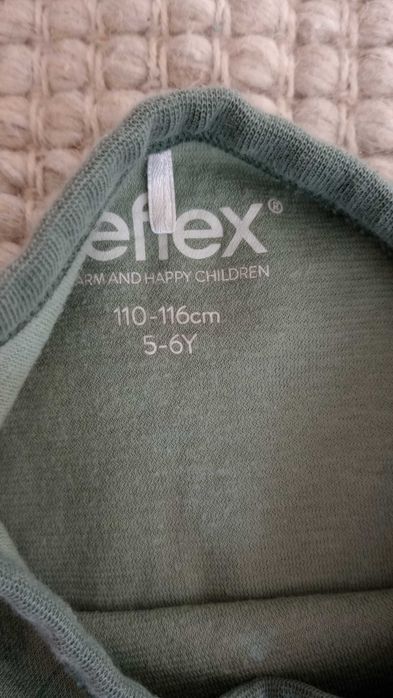 eflex®
ARM AND HAPPY CHILDREN
110-116cm
5-6Y